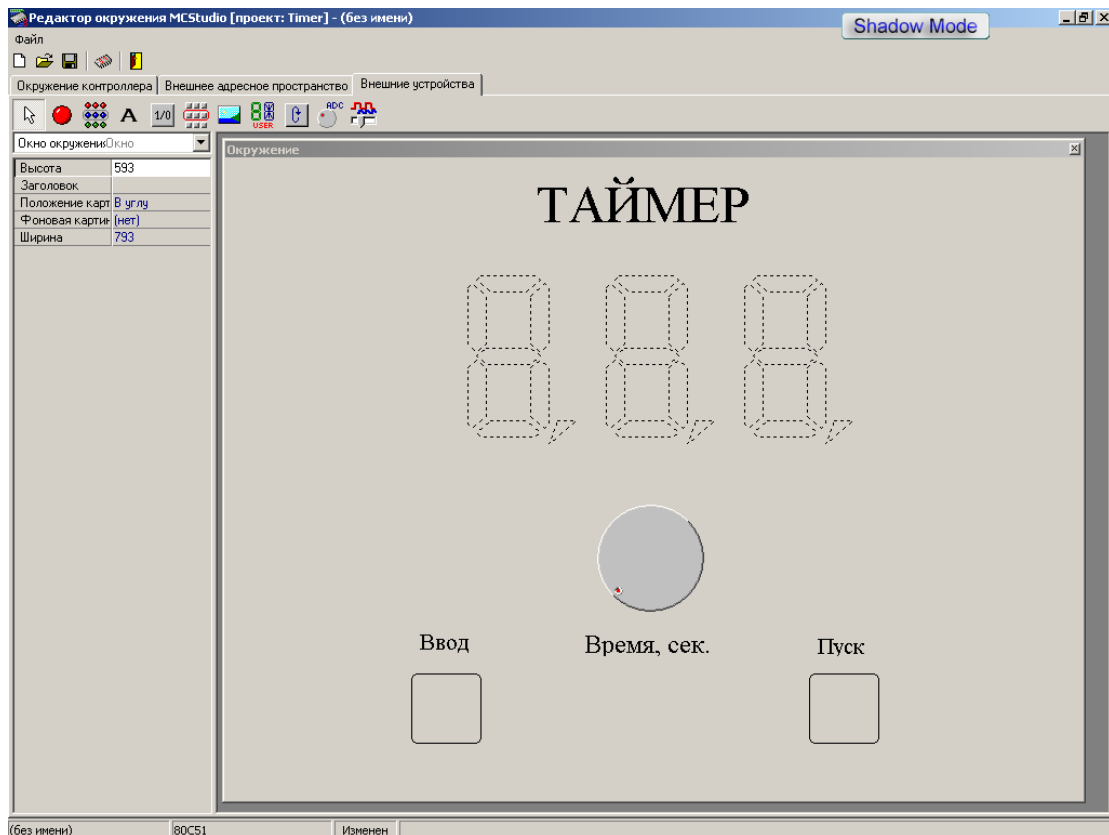 Редактор окружения MCStudio [проект: Timer] - (без имени)
Shadow Mode
Файл
Окружение контроллера Внешнее адресное пространство Внешние устройства
A 1/0 USER ADC
Окно окружения Окно
Окружение
Высота 593
Заголовок
Положение карт В углу
Фоновая картин (нет)
Ширина 793
ТАЙМЕР
Ввод Время, сек. Пуск
(без имени) 80C51 Изменен